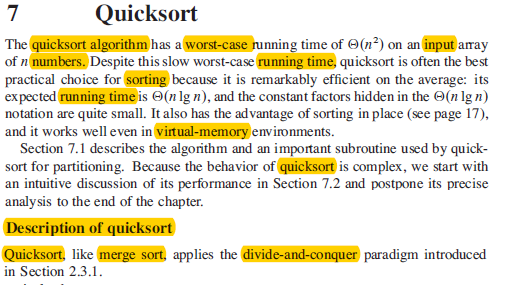 7 Quicksort
The quicksort algorithm has a worst-case running time of Θ(n²) on an input array
of n numbers. Despite this slow worst-case running time, quicksort is often the best
practical choice for sorting because it is remarkably efficient on the average: its
expected running time is Θ(n lg n), and the constant factors hidden in the Θ(n lg n)
notation are quite small. It also has the advantage of sorting in place (see page 17),
and it works well even in virtual-memory environments.
Section 7.1 describes the algorithm and an important subroutine used by quick-
sort for partitioning. Because the behavior of quicksort is complex, we start with
an intuitive discussion of its performance in Section 7.2 and postpone its precise
analysis to the end of the chapter.
Description of quicksort
Quicksort, like merge sort, applies the divide-and-conquer paradigm introduced
in Section 2.3.1.